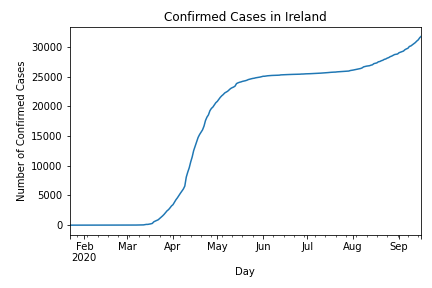 Confirmed Cases in Ireland
Number of Confirmed Cases
30000
25000
20000
15000
10000
5000
0
Feb Mar Apr May Jun Jul Aug Sep
2020
Day